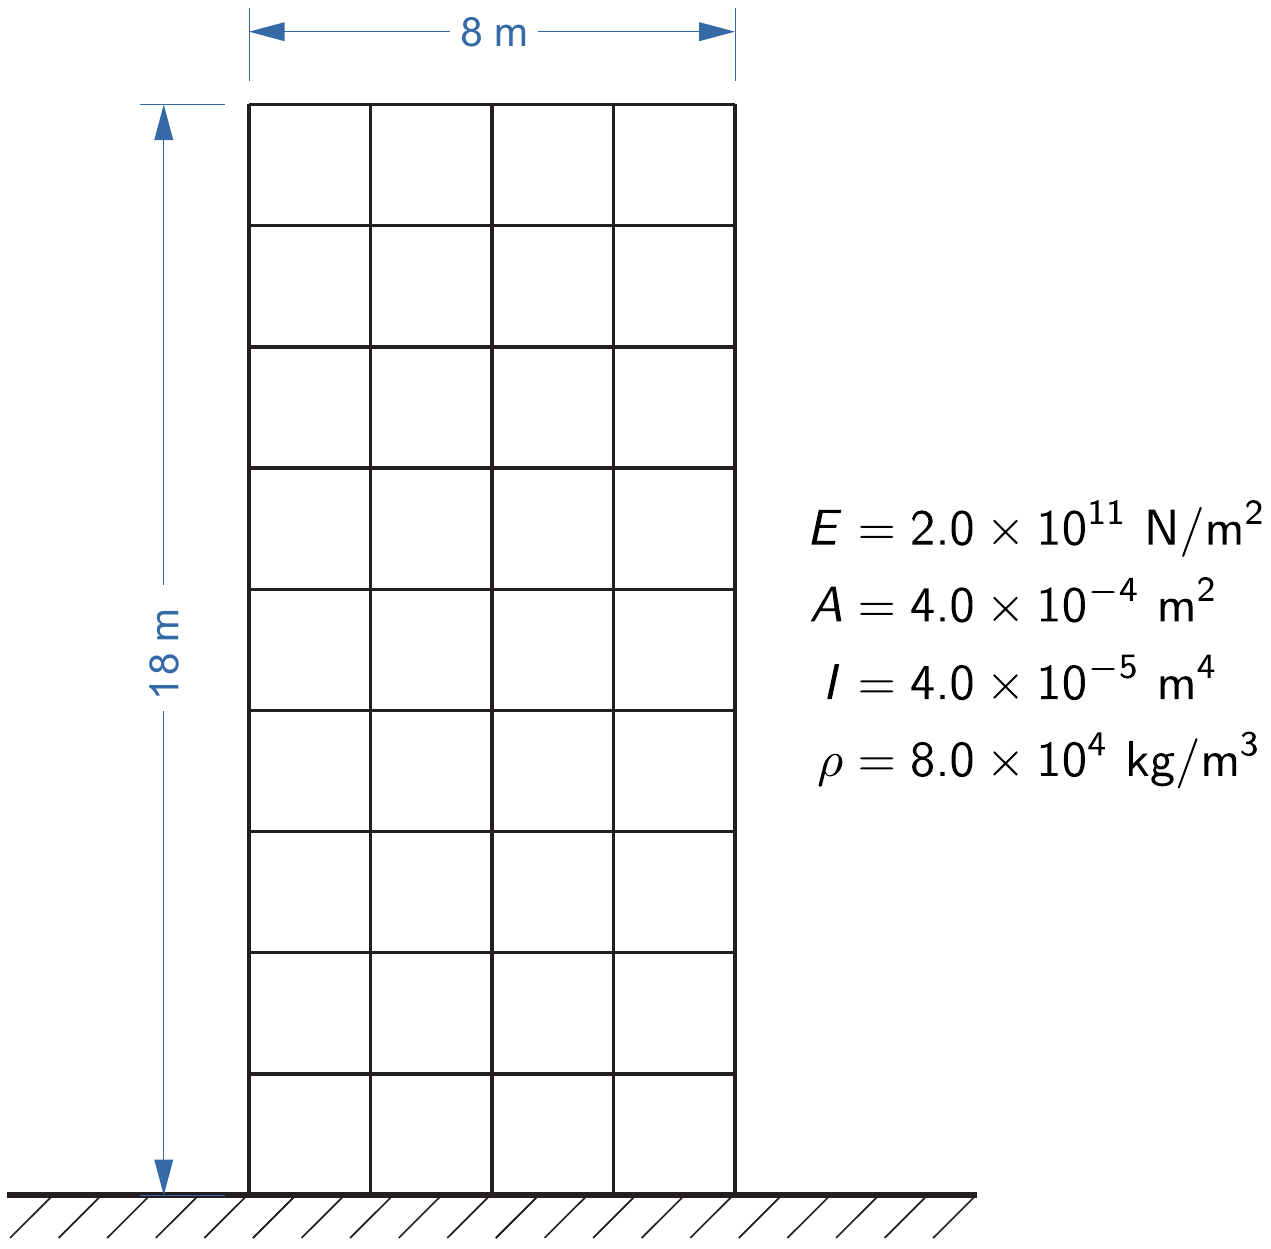 8 m
18 m
E = 2.0 × 10¹¹ N/m²
A = 4.0 × 10⁻⁴ m²
I = 4.0 × 10⁻⁵ m⁴
ρ = 8.0 × 10⁴ kg/m³